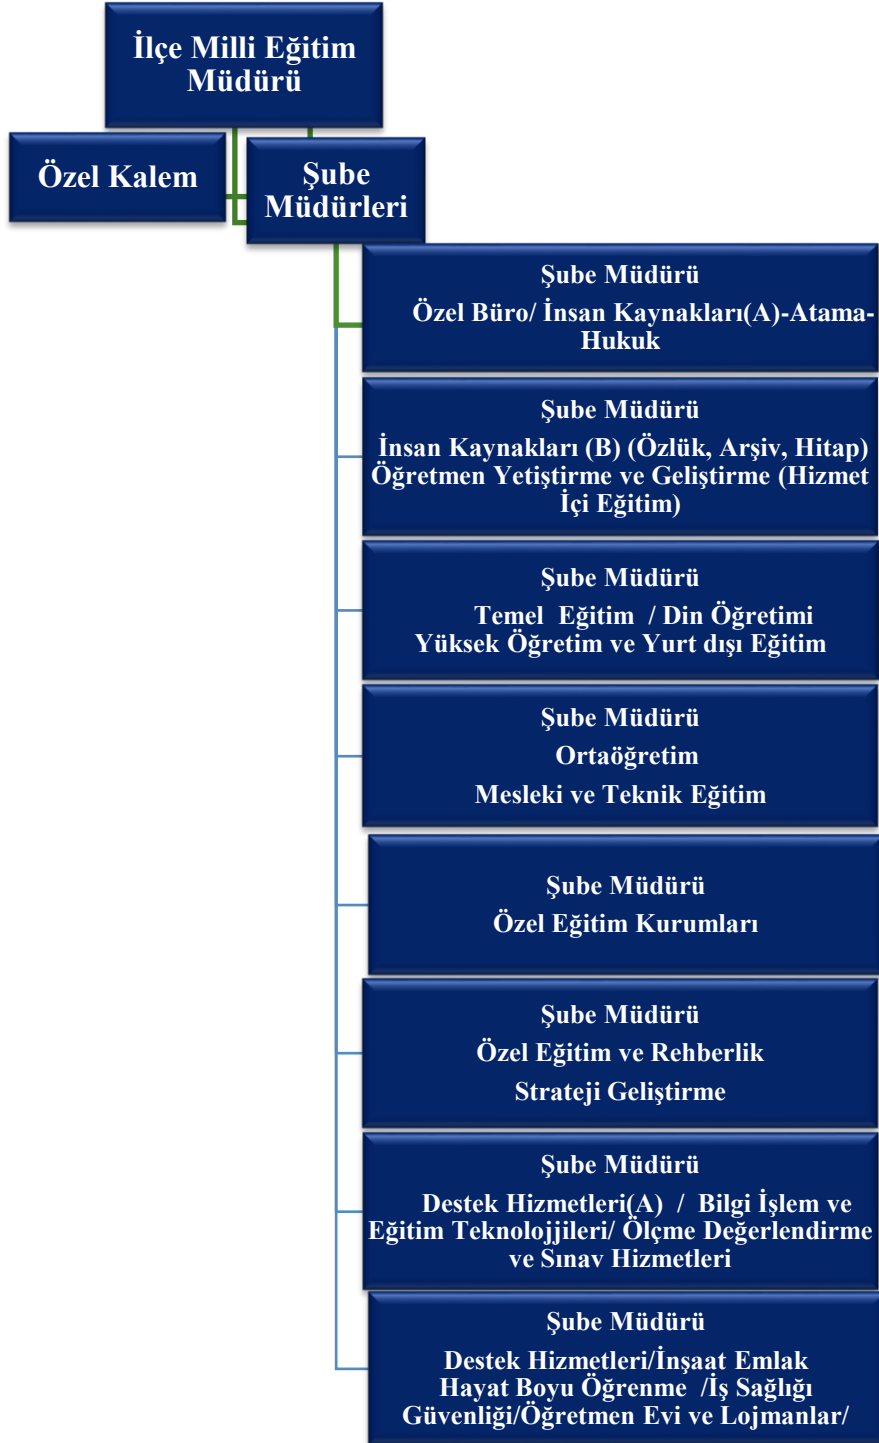 İlçe Milli Eğitim
Müdürü
Özel Kalem
Şube
Müdürleri
Şube Müdürü
Özel Büro/ İnsan Kaynakları(A)-Atama-
Hukuk
Şube Müdürü
İnsan Kaynakları (B) (Özlük, Arşiv, Hitap)
Öğretmen Yetiştirme ve Geliştirme (Hizmet
İçi Eğitim)
Şube Müdürü
Temel Eğitim / Din Öğretimi
Yüksek Öğretim ve Yurt dışı Eğitim
Şube Müdürü
Ortaöğretim
Mesleki ve Teknik Eğitim
Şube Müdürü
Özel Eğitim Kurumları
Şube Müdürü
Özel Eğitim ve Rehberlik
Strateji Geliştirme
Şube Müdürü
Destek Hizmetleri(A) / Bilgi İşlem ve
Eğitim Teknolojjileri/ Ölçme Değerlendirme
ve Sınav Hizmetleri
Şube Müdürü
Destek Hizmetleri/İnşaat Emlak
Hayat Boyu Öğrenme /İş Sağlığı
Güvenliği/Öğretmen Evi ve Lojmanlar/